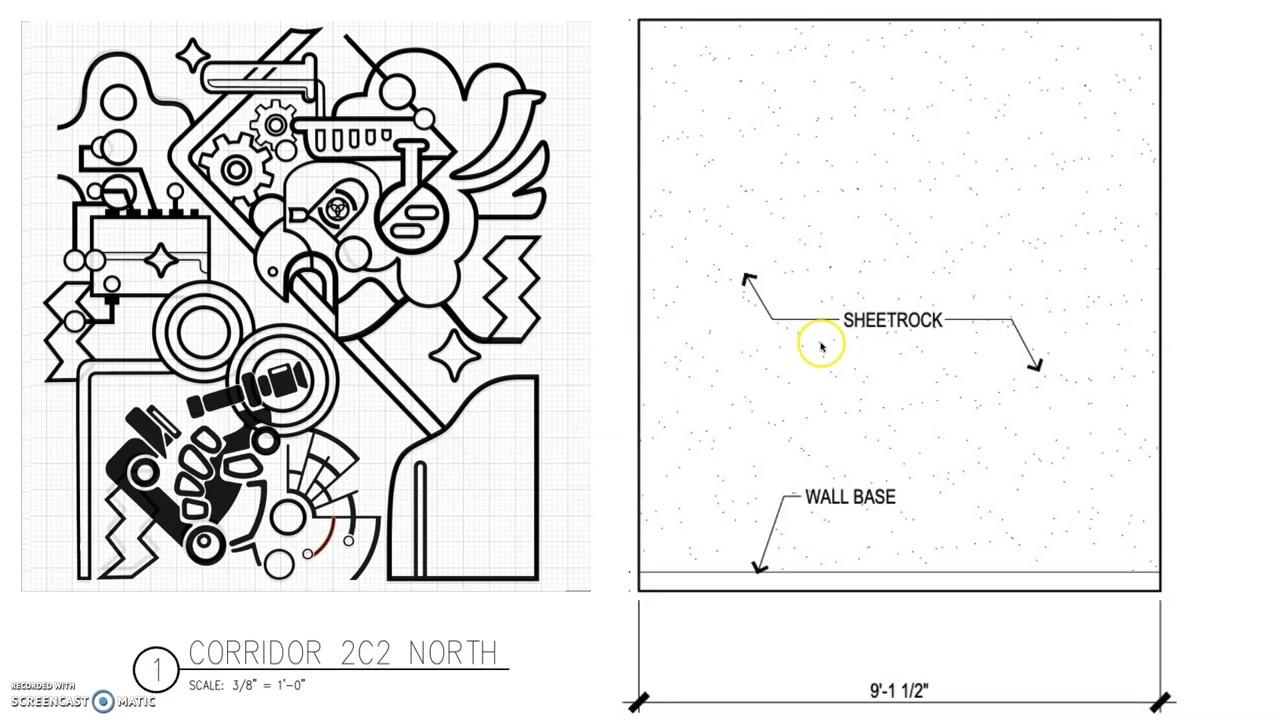 SHEETROCK
WALL BASE
1 CORRIDOR 2C2 NORTH
SCALE: 3/8" = 1'-0"
9'-1 1/2"
RECORDED WITH
SCREENCAST MATIC